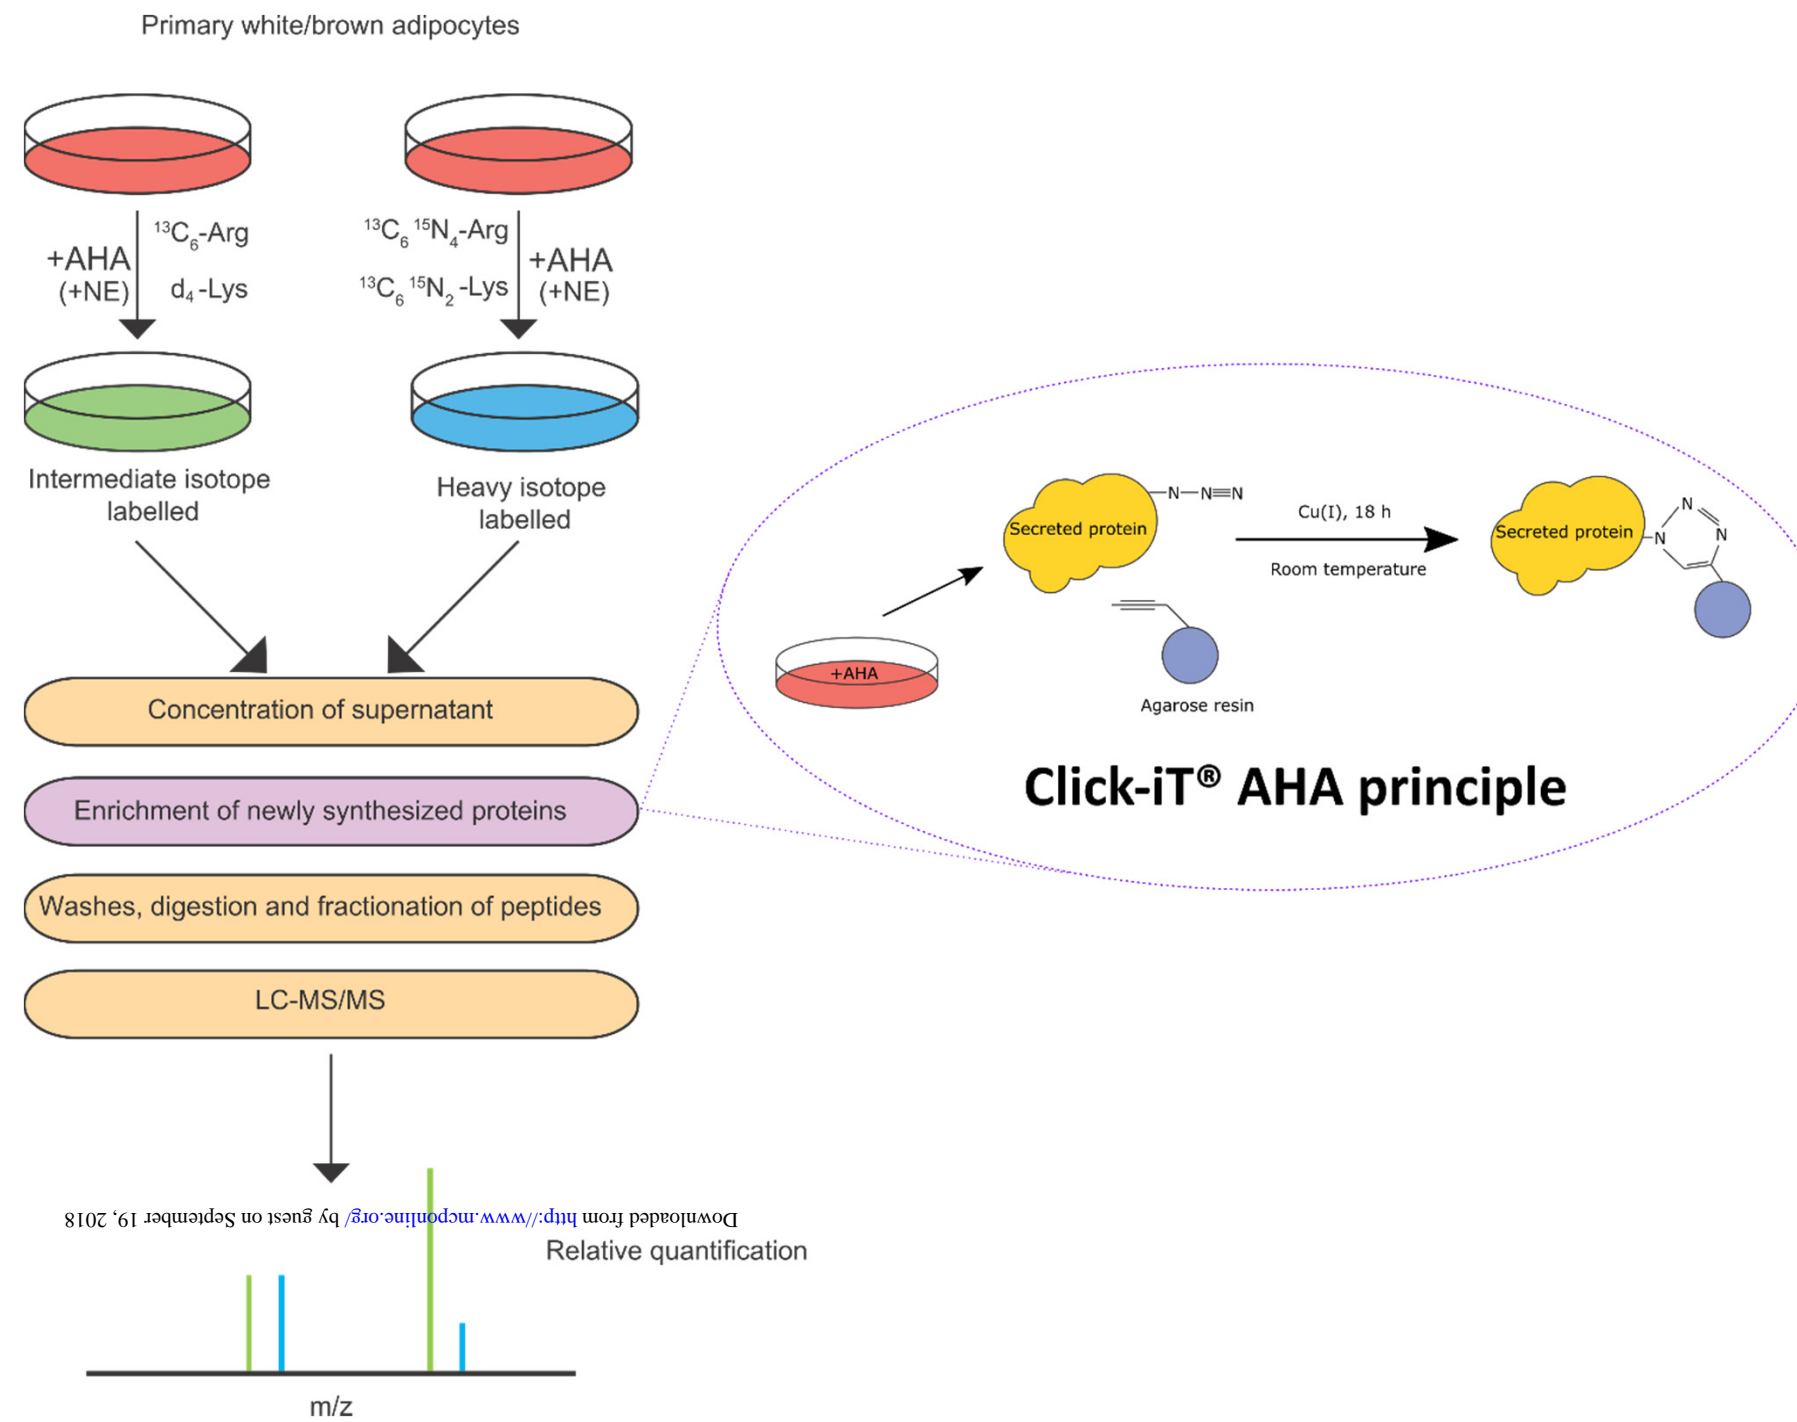 Primary white/brown adipocytes
+AHA
(+NE)
¹³C₆-Arg
d₄-Lys
¹³C₆ ¹⁵N₄-Arg
¹³C₆ ¹⁵N₂-Lys
+AHA
(+NE)
Intermediate isotope
labelled
Heavy isotope
labelled
Concentration of supernatant
Enrichment of newly synthesized proteins
Washes, digestion and fractionation of peptides
LC-MS/MS
+AHA
Secreted protein
N—N≡N
Agarose resin
Cu(I), 18 h
Room temperature
Secreted protein
N
N
N
Click-iT® AHA principle
Downloaded from http://www.mcponline.org/ by guest on September 19, 2018
Relative quantification
m/z